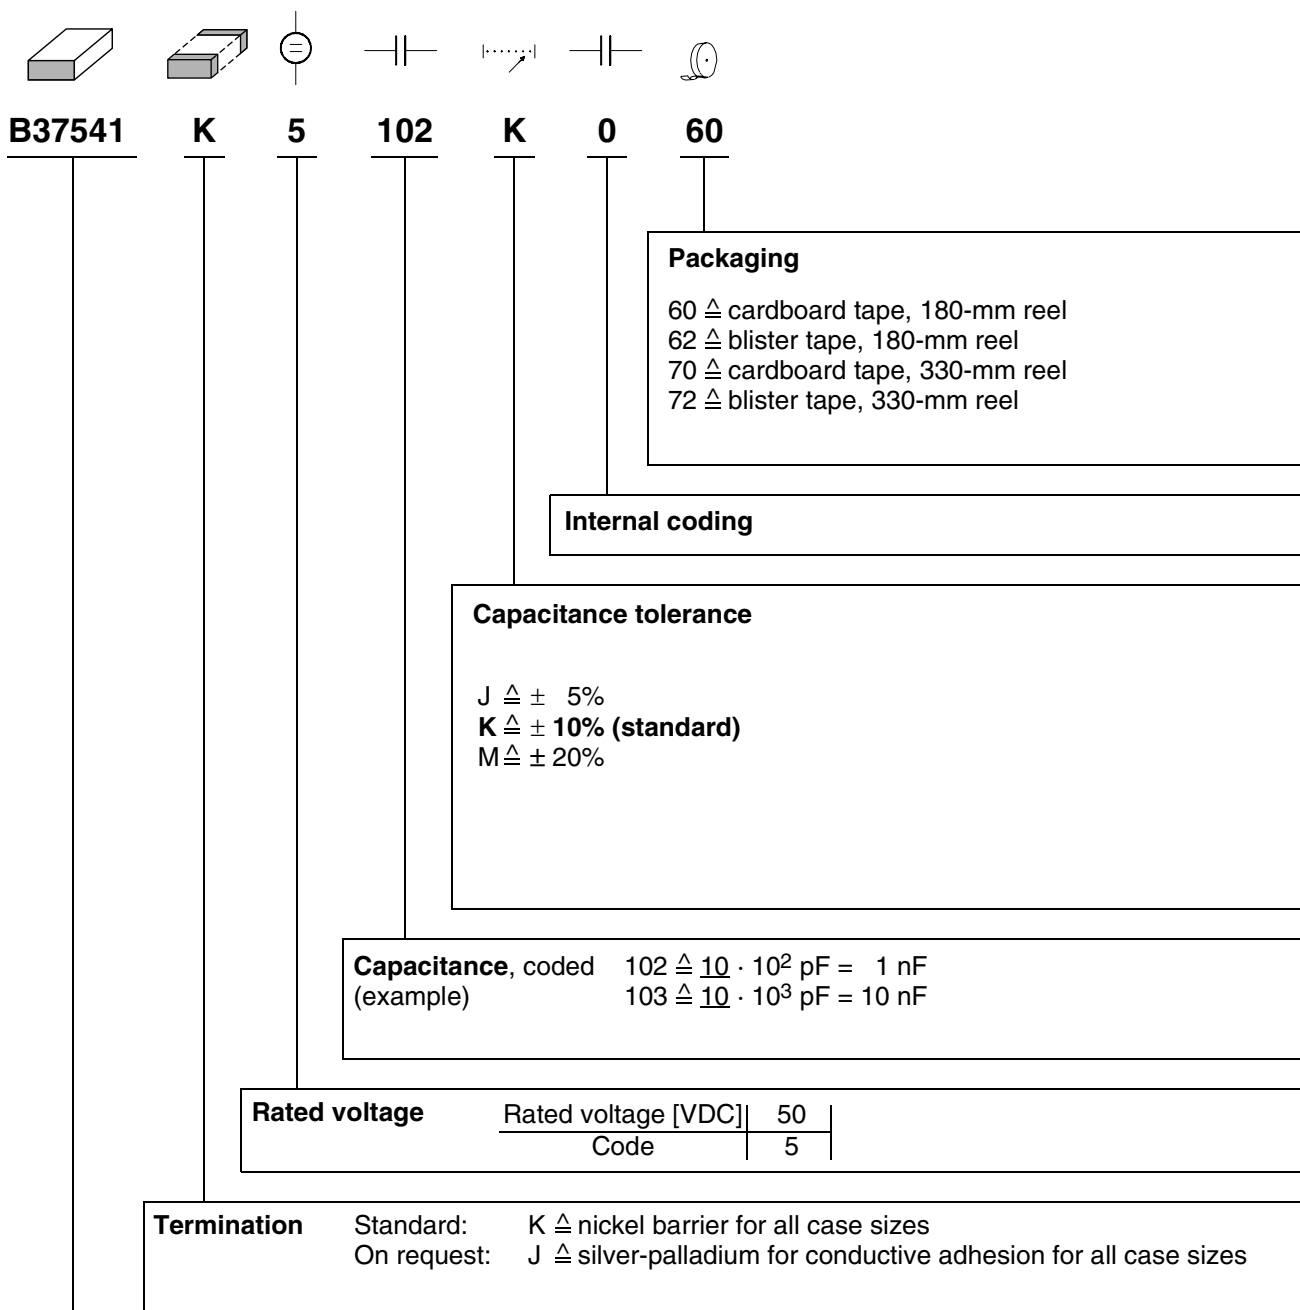 B37541 K 5 102 K 0 60
Packaging
60 ≙ cardboard tape, 180-mm reel
62 ≙ blister tape, 180-mm reel
70 ≙ cardboard tape, 330-mm reel
72 ≙ blister tape, 330-mm reel
Internal coding
Capacitance tolerance
J ≙ ± 5%
K ≙ ± 10% (standard)
M ≙ ± 20%
Capacitance, coded 102 ≙ 10 · 10² pF = 1 nF
(example) 103 ≙ 10 · 10³ pF = 10 nF
Rated voltage Rated voltage [VDC] 50
Code 5
Termination Standard: K ≙ nickel barrier for all case sizes
On request: J ≙ silver-palladium for conductive adhesion for all case sizes